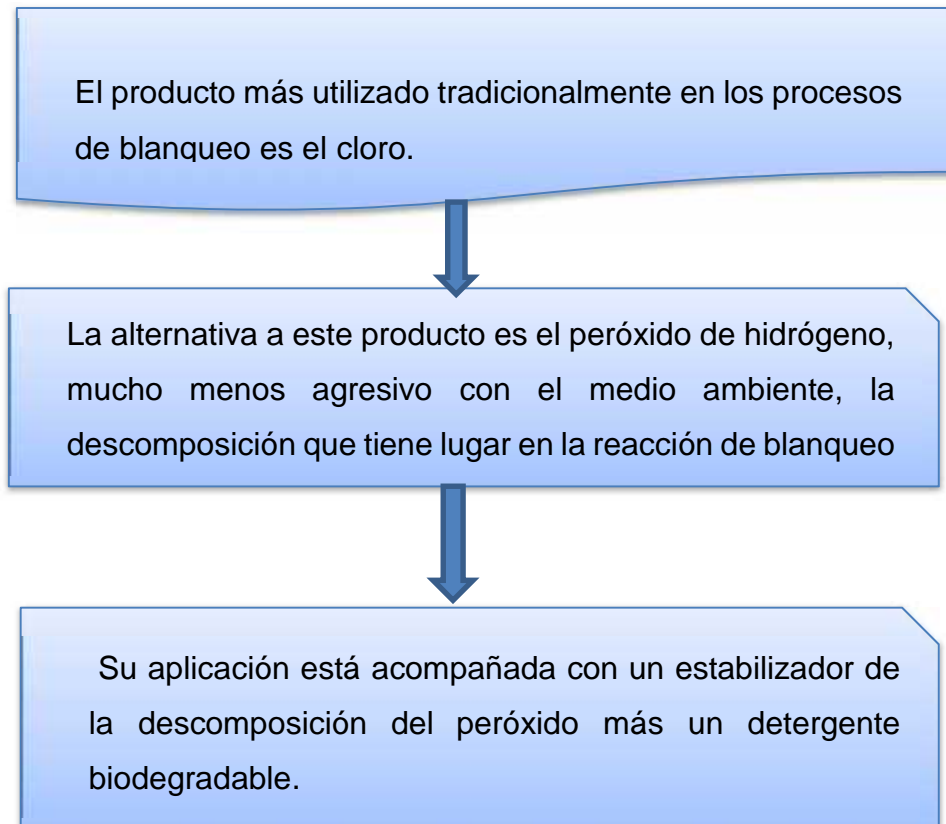 El producto más utilizado tradicionalmente en los procesos
de blanqueo es el cloro.
La alternativa a este producto es el peróxido de hidrógeno,
mucho menos agresivo con el medio ambiente, la
descomposición que tiene lugar en la reacción de blanqueo
Su aplicación está acompañada con un estabilizador de
la descomposición del peróxido más un detergente
biodegradable.